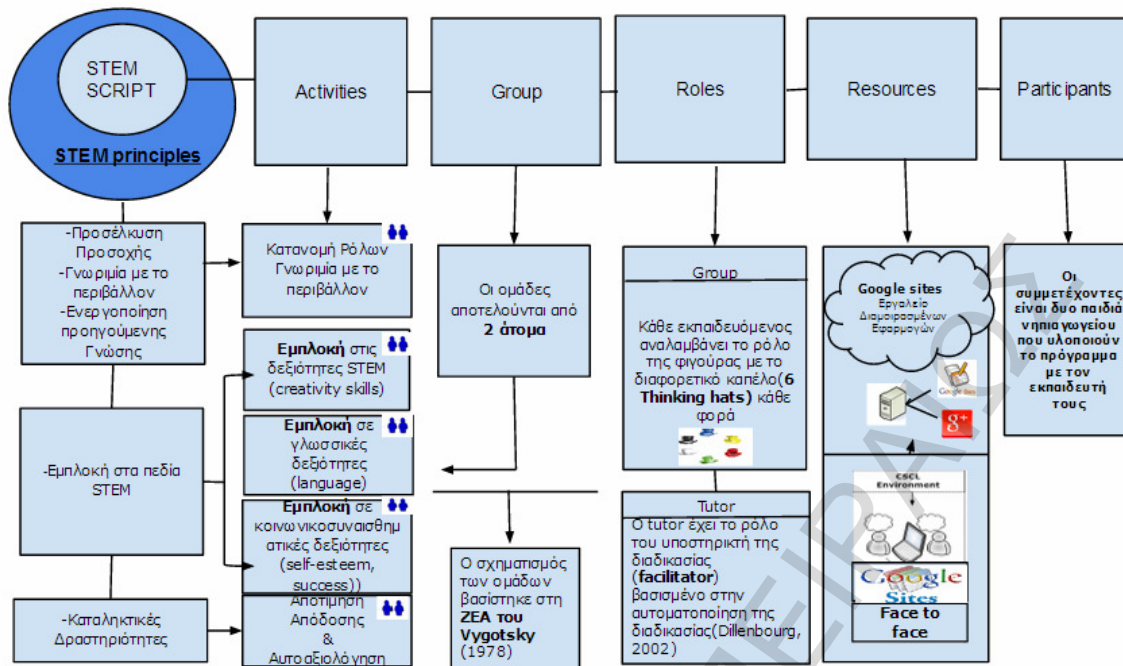 STEM
SCRIPT
STEM principles
Activities
Group
Roles
Resources
Participants
-Προσέλκυση
Προσοχής
-Γνωριμία με το
περιβάλλον
-Ενεργοποίηση
προηγούμενης
Γνώσης
-Εμπλοκή στα πεδία
STEM
-Καταληκτικές
Δραστηριότητες
Κατανομή Ρόλων
Γνωριμία με το
περιβάλλον
Εμπλοκή στις
δεξιότητες STEM
(creativity skills)
Εμπλοκή σε
γλωσσικές
δεξιότητες
(language)
Εμπλοκή σε
κοινωνικοσυναισθημ
ατικές δεξιότητες
(self-esteem,
success))
Αποτίμηση
Απόδοσης
&
Αυτοαξιολόγηση
Οι ομάδες
αποτελούνται από
2 άτομα
Ο σχηματισμός
των ομάδων
βασίστηκε στη
ΖΕΑ του
Vygotsky
(1978)
Group
Κάθε εκπαιδευόμενος
αναλαμβάνει το ρόλο
της φιγούρας με το
διαφορετικό καπέλο(6
Thinking hats) κάθε
φορά
Tutor
Ο tutor έχει το ρόλο
του υποστηρικτή της
διαδικασίας
(facilitator)
βασισμένο στην
αυτοματοποίηση της
διαδικασίας(Dillenbourg,
2002)
Google sites
Εργαλείο
Διαμοιρασμένων
Εφαρμογών
Google Sites
g+
CSCL
Environment
Google
Sites
Face to
face
Οι
συμμετέχοντες
είναι δυο παιδιά
νηπιαγωγείου
που υλοποιούν
το πρόγραμμα
με τον
εκπαιδευτή
τους
ΠΕΙΡΑΙΩΣ